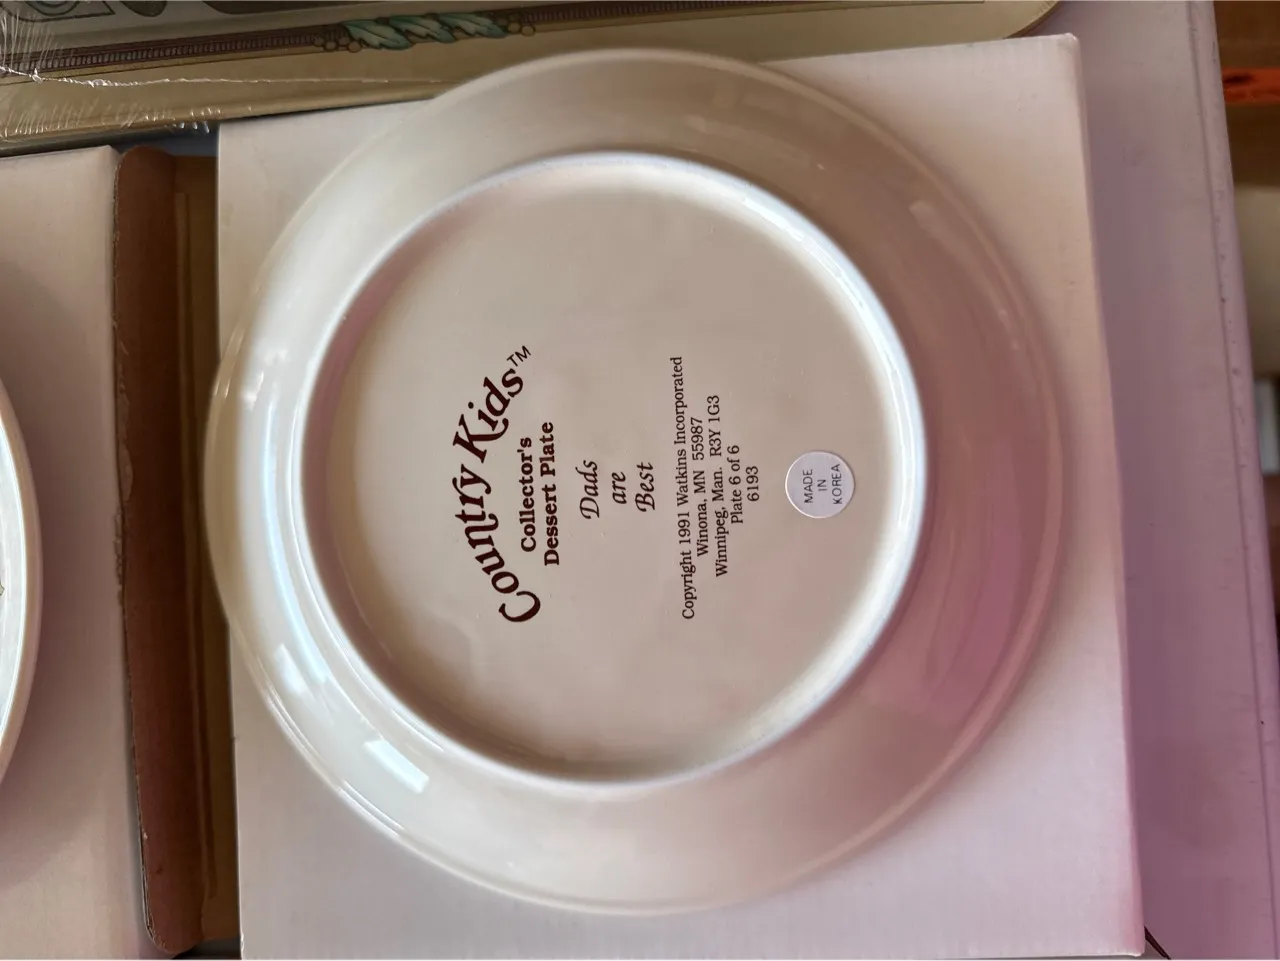 Country Kids™
Collector's
Dessert Plate
Dads
are
Best
Copyright 1991 Watkins Incorporated
Winona, MN 55987
Winnipeg, Man. R3Y 1G3
Plate 6 of 6
6193
MADE
IN
KOREA